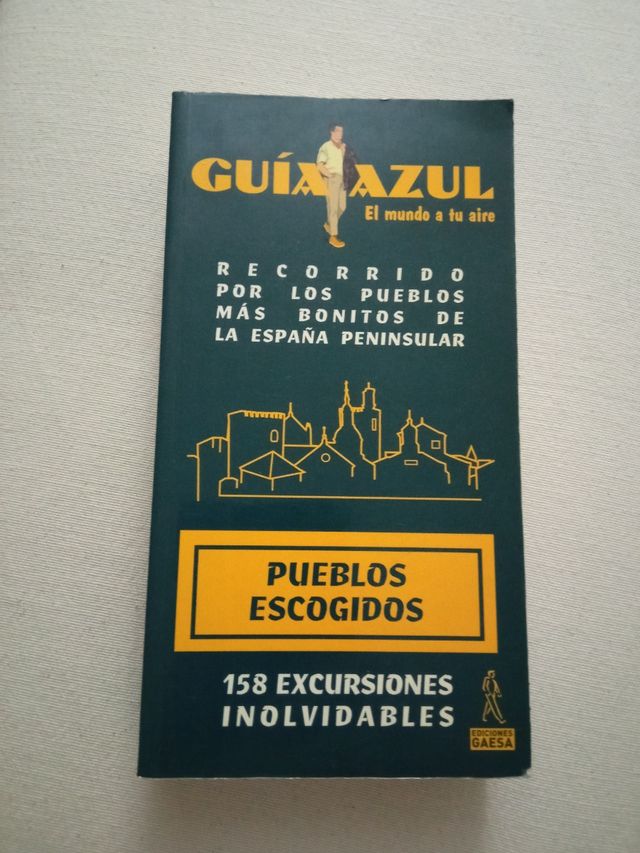 GUÍA AZUL
El mundo a tu aire
RECORRIDO
POR LOS PUEBLOS
MÁS BONITOS DE
LA ESPAÑA PENINSULAR
PUEBLOS
ESCOGIDOS
158 EXCURSIONES
INOLVIDABLES
EDICIONES
GAESA